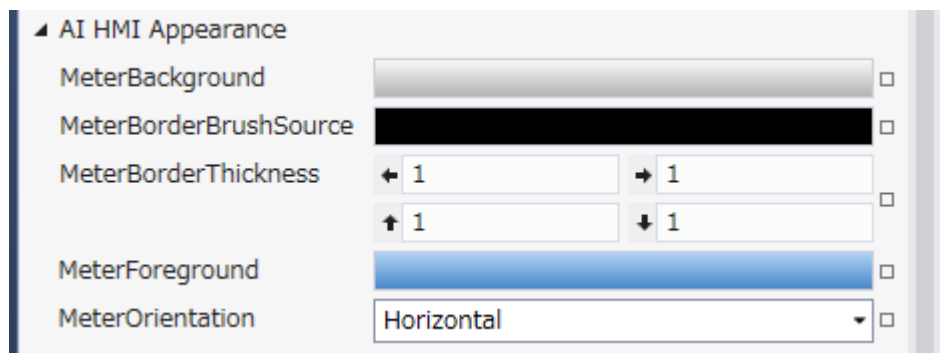 AI HMI Appearance
MeterBackground
MeterBorderBrushSource
MeterBorderThickness 1 1
1 1
MeterForeground
MeterOrientation Horizontal